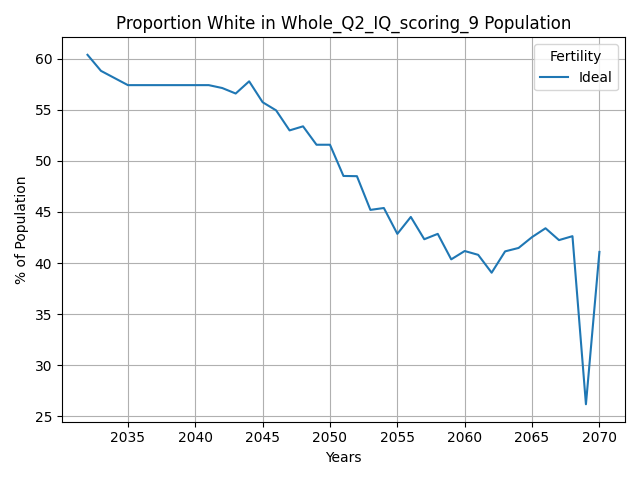 Proportion White in Whole_Q2_IQ_scoring_9 Population
Fertility
Ideal
% of Population
60
55
50
45
40
35
30
25
2035 2040 2045 2050 2055 2060 2065 2070
Years